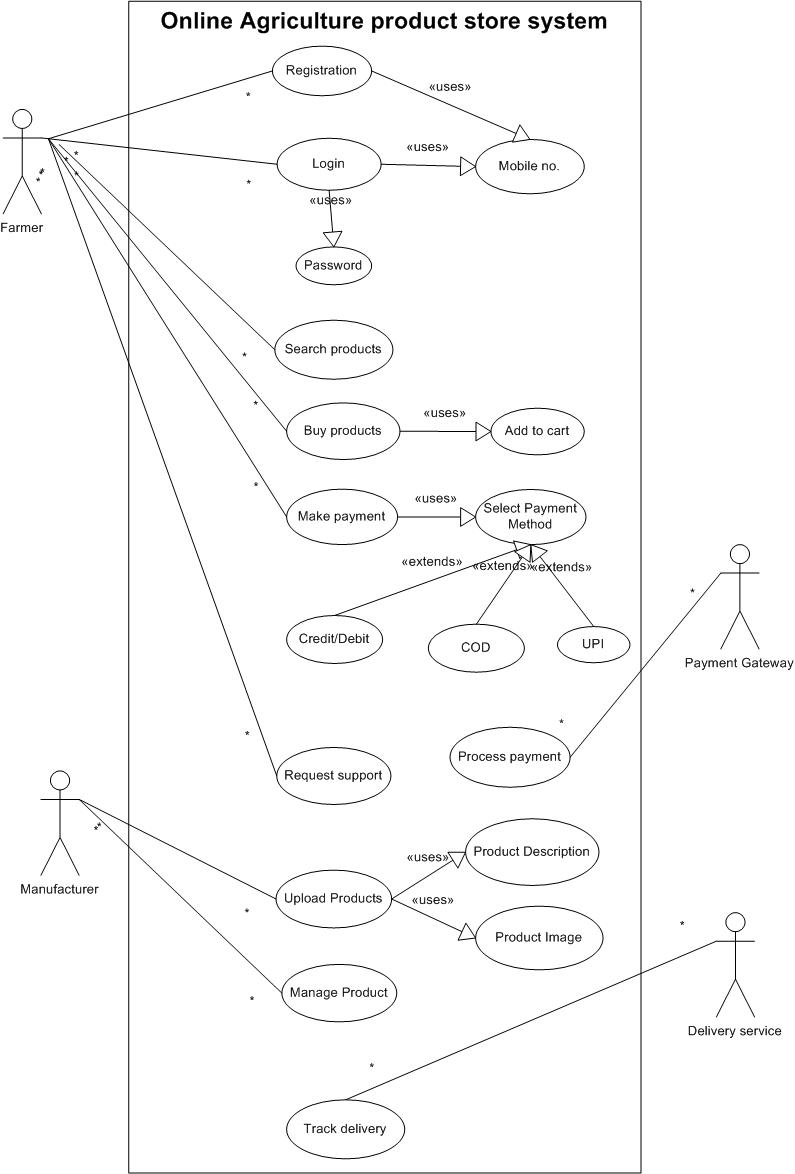 Online Agriculture product store system
Registration
*
«uses»
Farmer
*
*
*
*
*
*
Login
*
«uses»
Mobile no.
«uses»
Password
Search products
*
Buy products
*
«uses»
Add to cart
Make payment
*
«uses»
Select Payment
Method
«extends»
«extends»
«extends»
Credit/Debit
COD
UPI
*
Payment Gateway
*
Process payment
*
Request support
Manufacturer
*
*
Upload Products
*
«uses»
Product Description
«uses»
Product Image
Manage Product
*
*
Delivery service
*
Track delivery